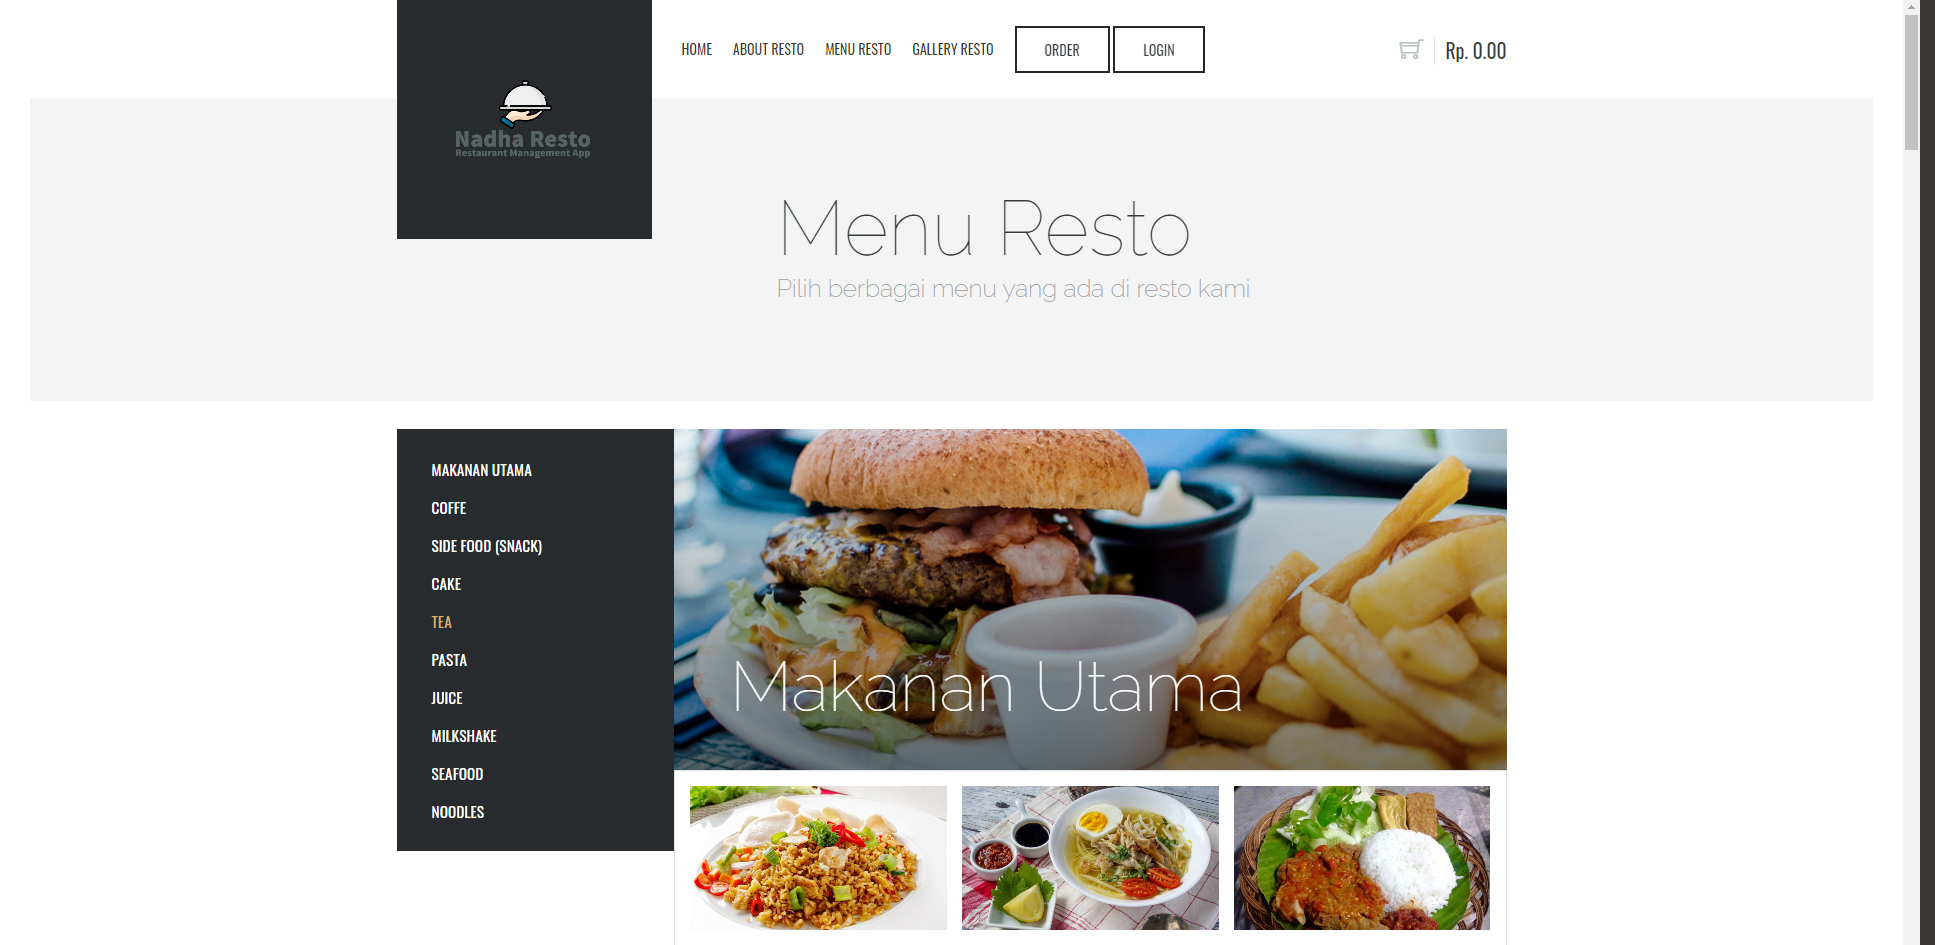 HOME ABOUT RESTO MENU RESTO GALLERY RESTO ORDER LOGIN Rp. 0.00
Nadha Resto
Restaurant Management App
Menu Resto
Pilih berbagai menu yang ada di resto kami
MAKANAN UTAMA
COFFE
SIDE FOOD (SNACK)
CAKE
TEA
PASTA
JUICE
MILKSHAKE
SEAFOOD
NOODLES
Makanan Utama